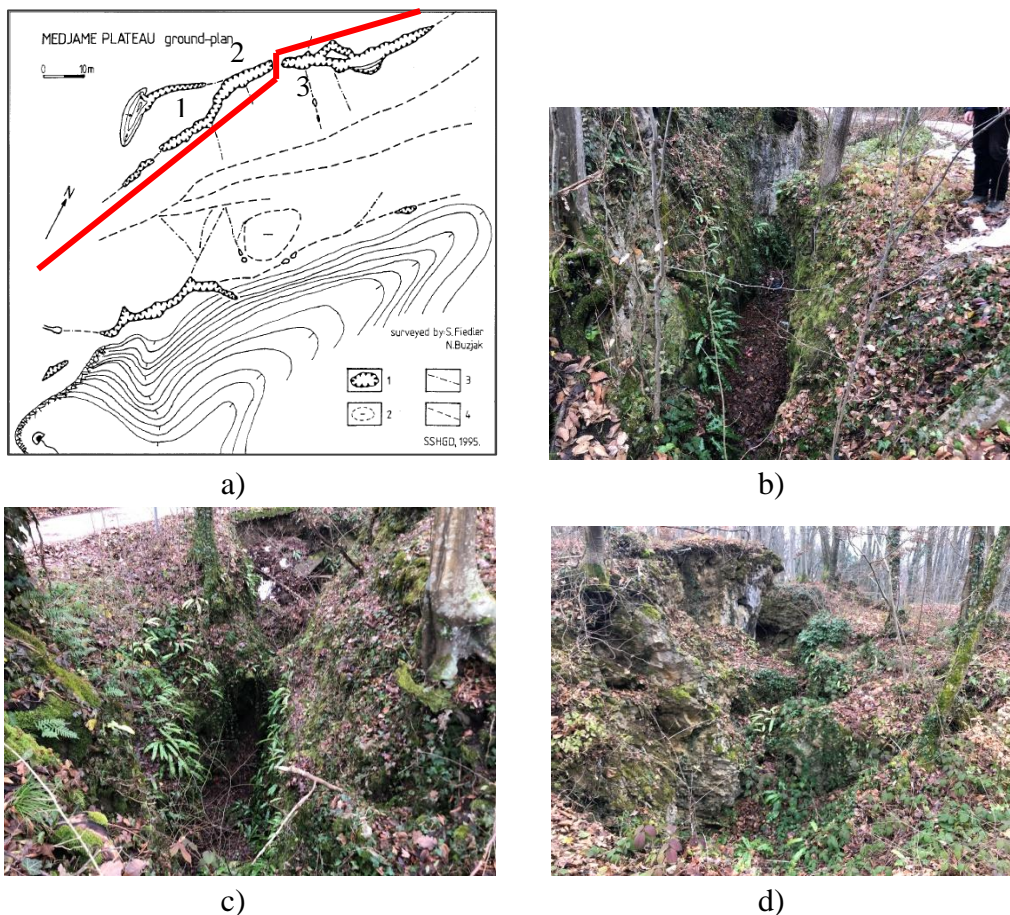 MEDJAME PLATEAU ground-plan
0 10m
2
3
1
N
surveyed by: S. Fiedler
N. Buzjak
1
3
2
4
SSHGD, 1995.
a)
b)
c)
d)